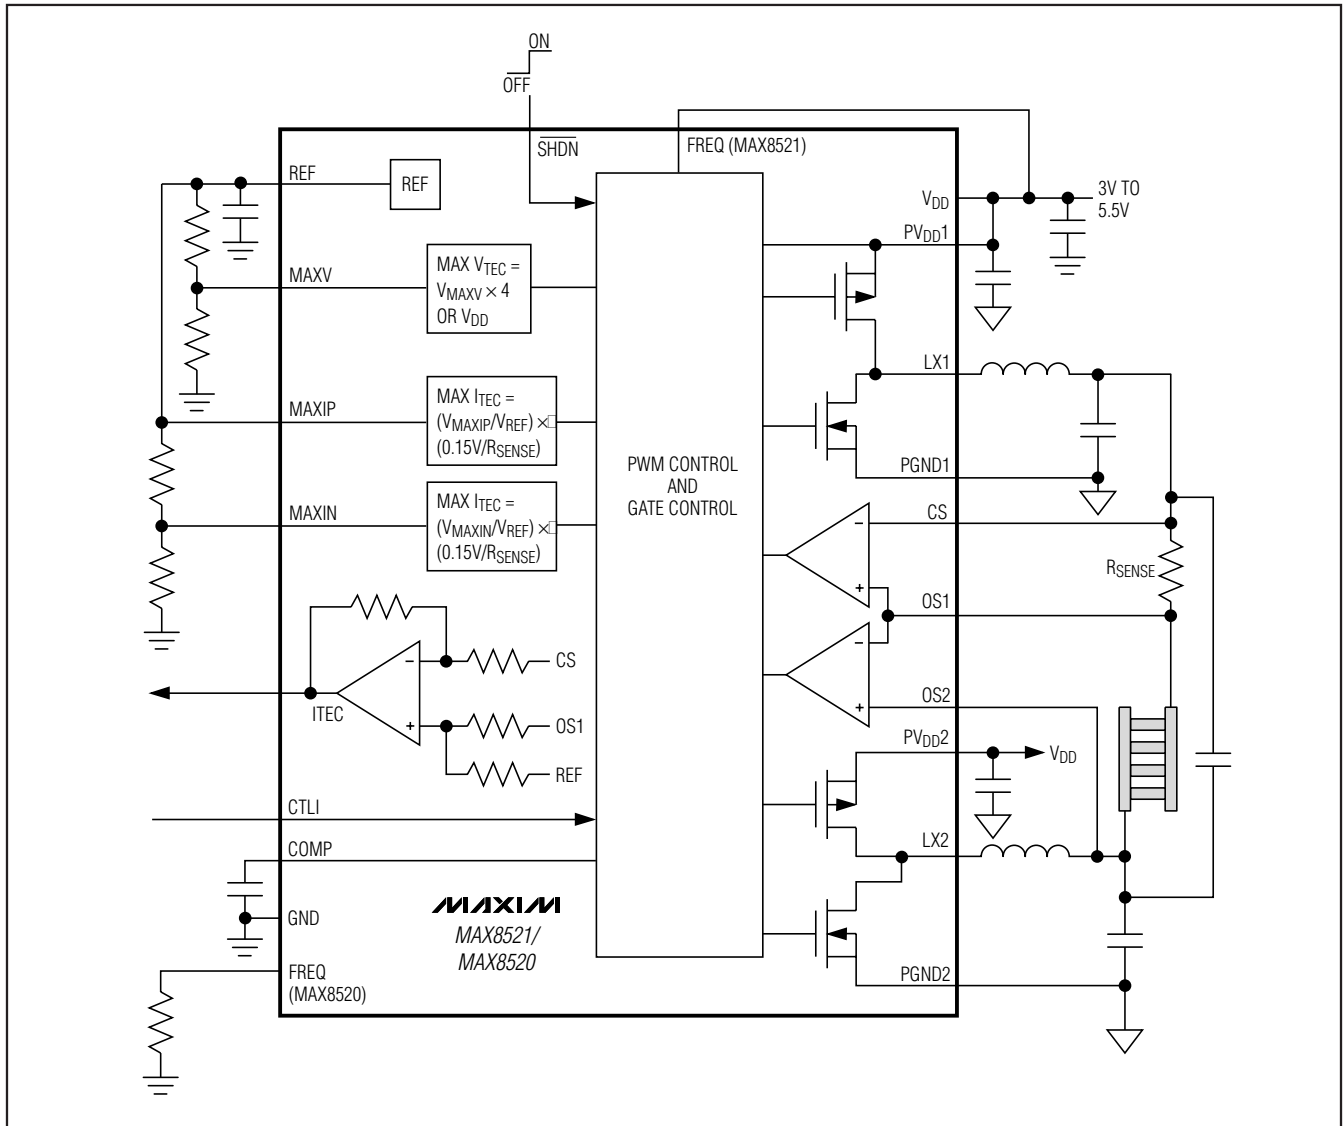 ON
OFF
SHDN
FREQ (MAX8521)
REF
REF
VDD
3V TO
5.5V
PVDD1
MAXV
MAX VTEC =
VMAXV × 4
OR VDD
LX1
MAXIP
MAX ITEC =
(VMAXIP/VREF) ×
(0.15V/RSENSE)
PGND1
PWM CONTROL
AND
GATE CONTROL
MAXIN
MAX ITEC =
(VMAXIN/VREF) ×
(0.15V/RSENSE)
CS
-
+
RSENSE
OS1
-
+
OS2
-
+
CS
OS1
REF
ITEC
PVDD2
VDD
CTLI
COMP
LX2
GND
MAXIM
MAX8521/
MAX8520
FREQ
(MAX8520)
PGND2